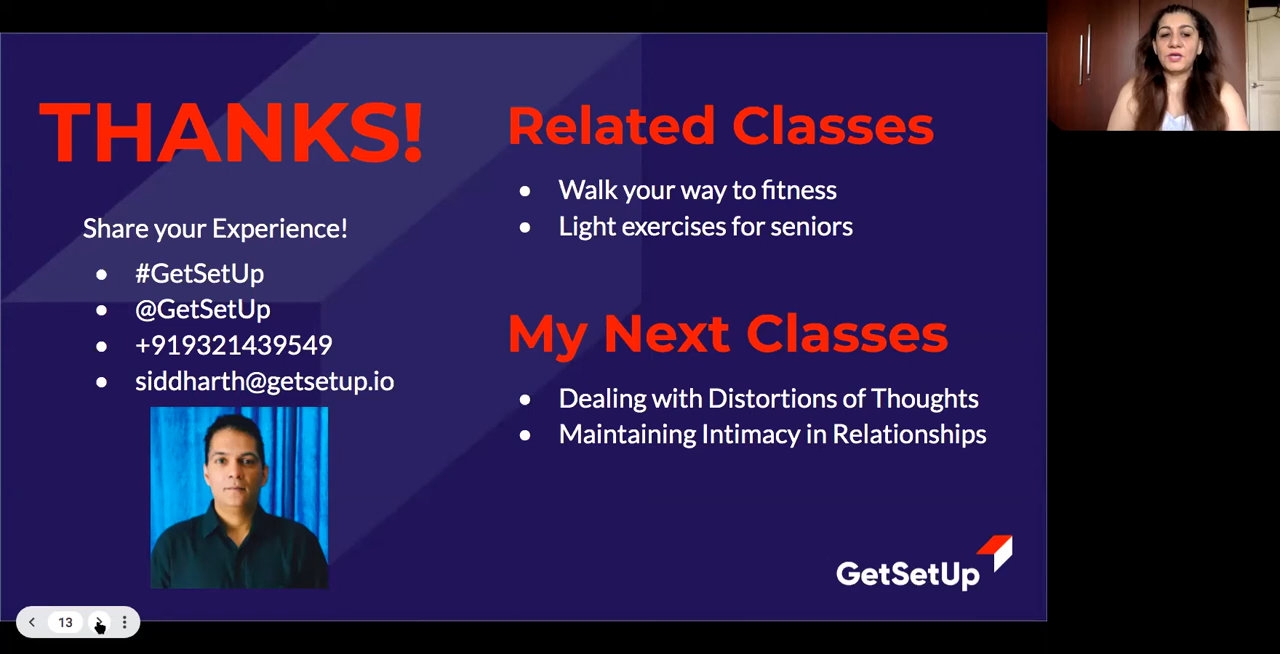 THANKS!
Share your Experience!
• #GetSetUp
• @GetSetUp
• +919321439549
• siddharth@getsetup.io
Related Classes
• Walk your way to fitness
• Light exercises for seniors
My Next Classes
• Dealing with Distortions of Thoughts
• Maintaining Intimacy in Relationships
GetSetUp
13